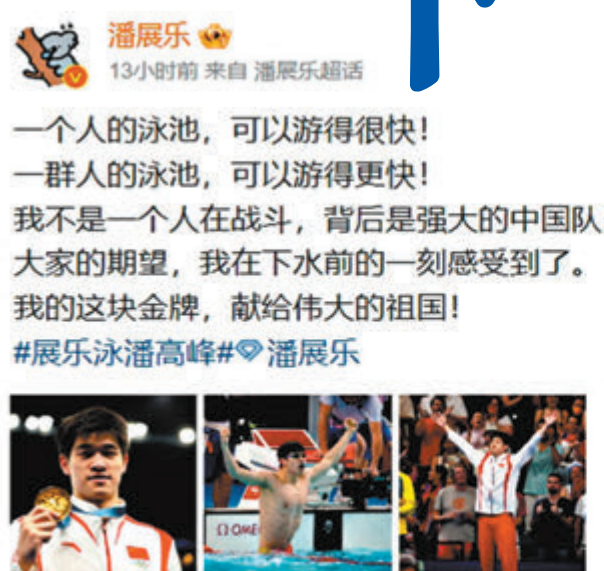 潘展乐
13小时前 来自 潘展乐超话
一个人的泳池，可以游得很快！
一群人的泳池，可以游得更快！
我不是一个人在战斗，背后是强大的中国队
大家的期望，我在下水前的一刻感受到了。
我的这块金牌，献给伟大的祖国！
#展乐泳潘高峰# 潘展乐
OME